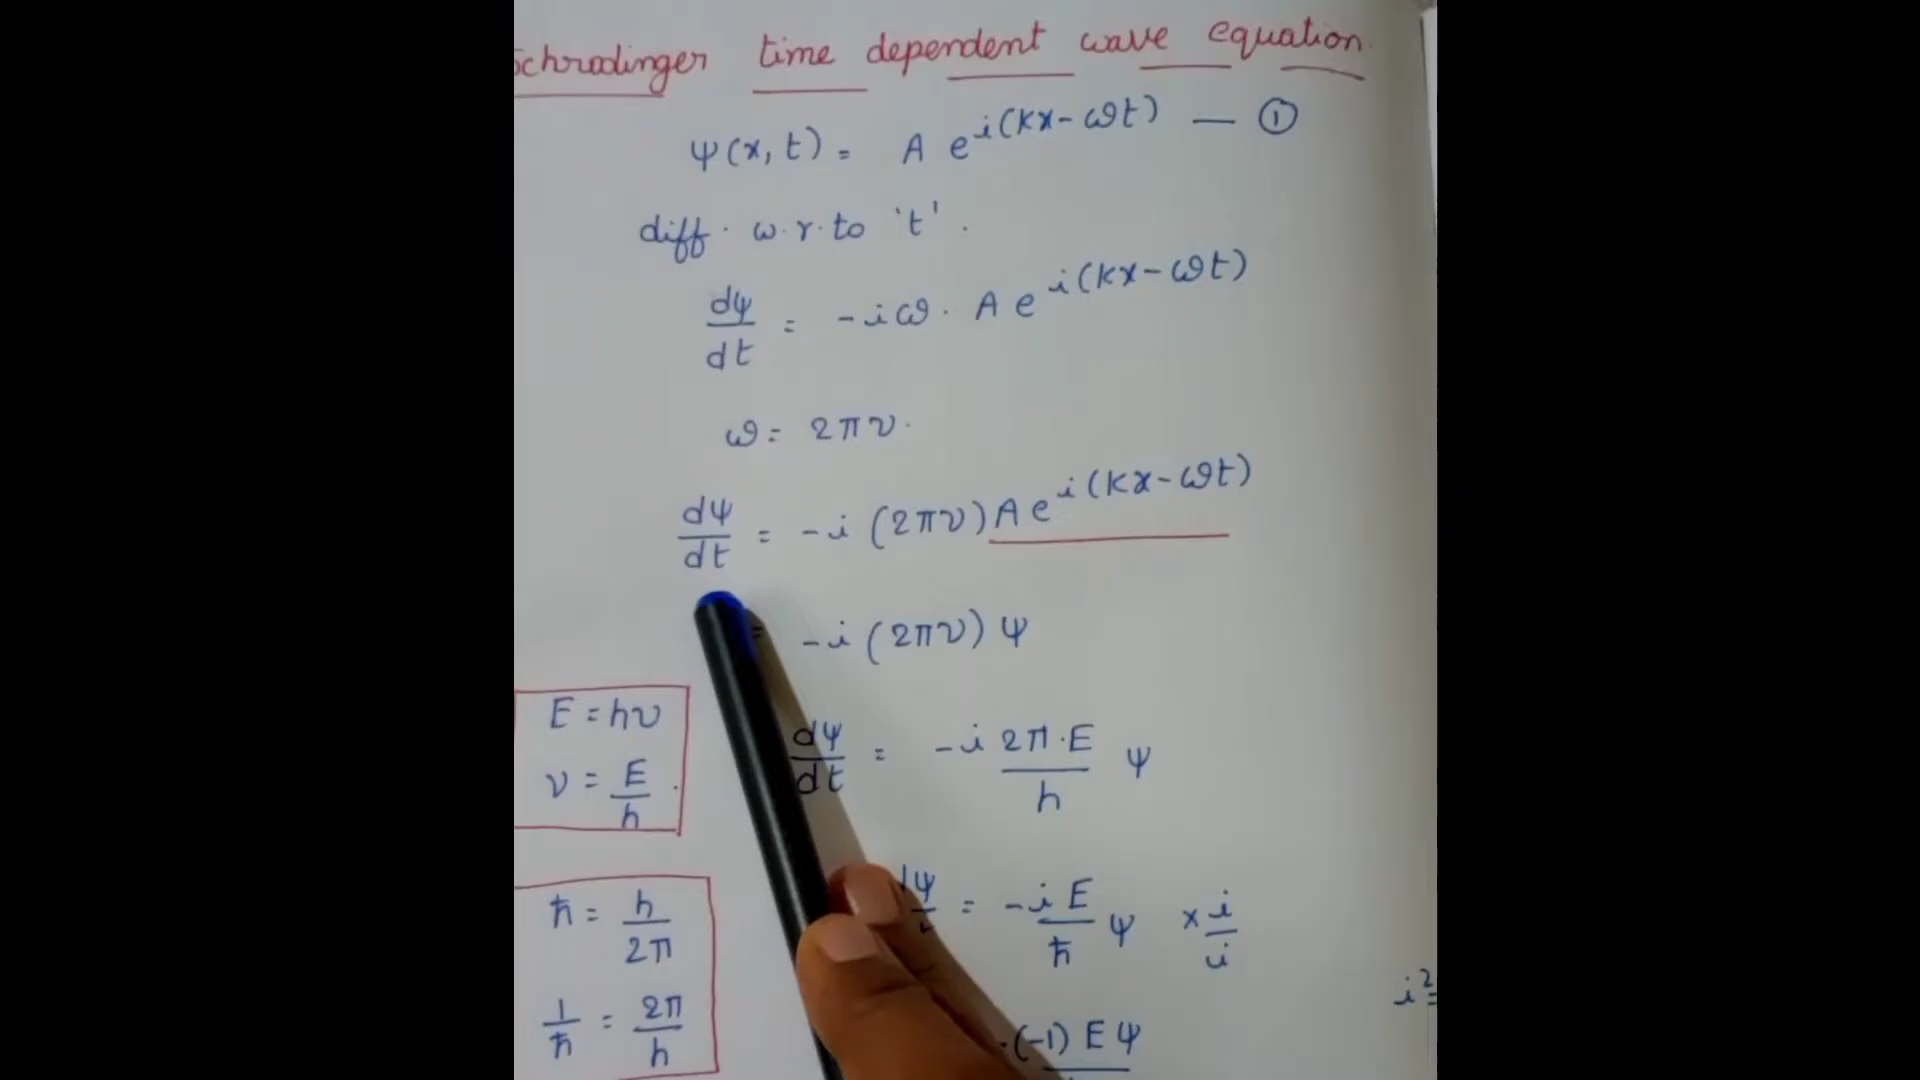 Schrodinger time dependent wave equation.
Ψ(x, t) = A e^{i(kx-ωt)} — ①
diff. w.r.to 't'.
dψ/dt = -iω. A e^{i(kx-ωt)}
ω = 2πν.
dψ/dt = -i (2πν) A e^{i(kx-ωt)}
= -i (2πν) Ψ
E = hν
ν = E/h.
dψ/dt = -i 2π.E/h Ψ
ħ = h/2π
1/ħ = 2π/h
= -iE/ħ Ψ × i/i
i² =
(-1) E Ψ